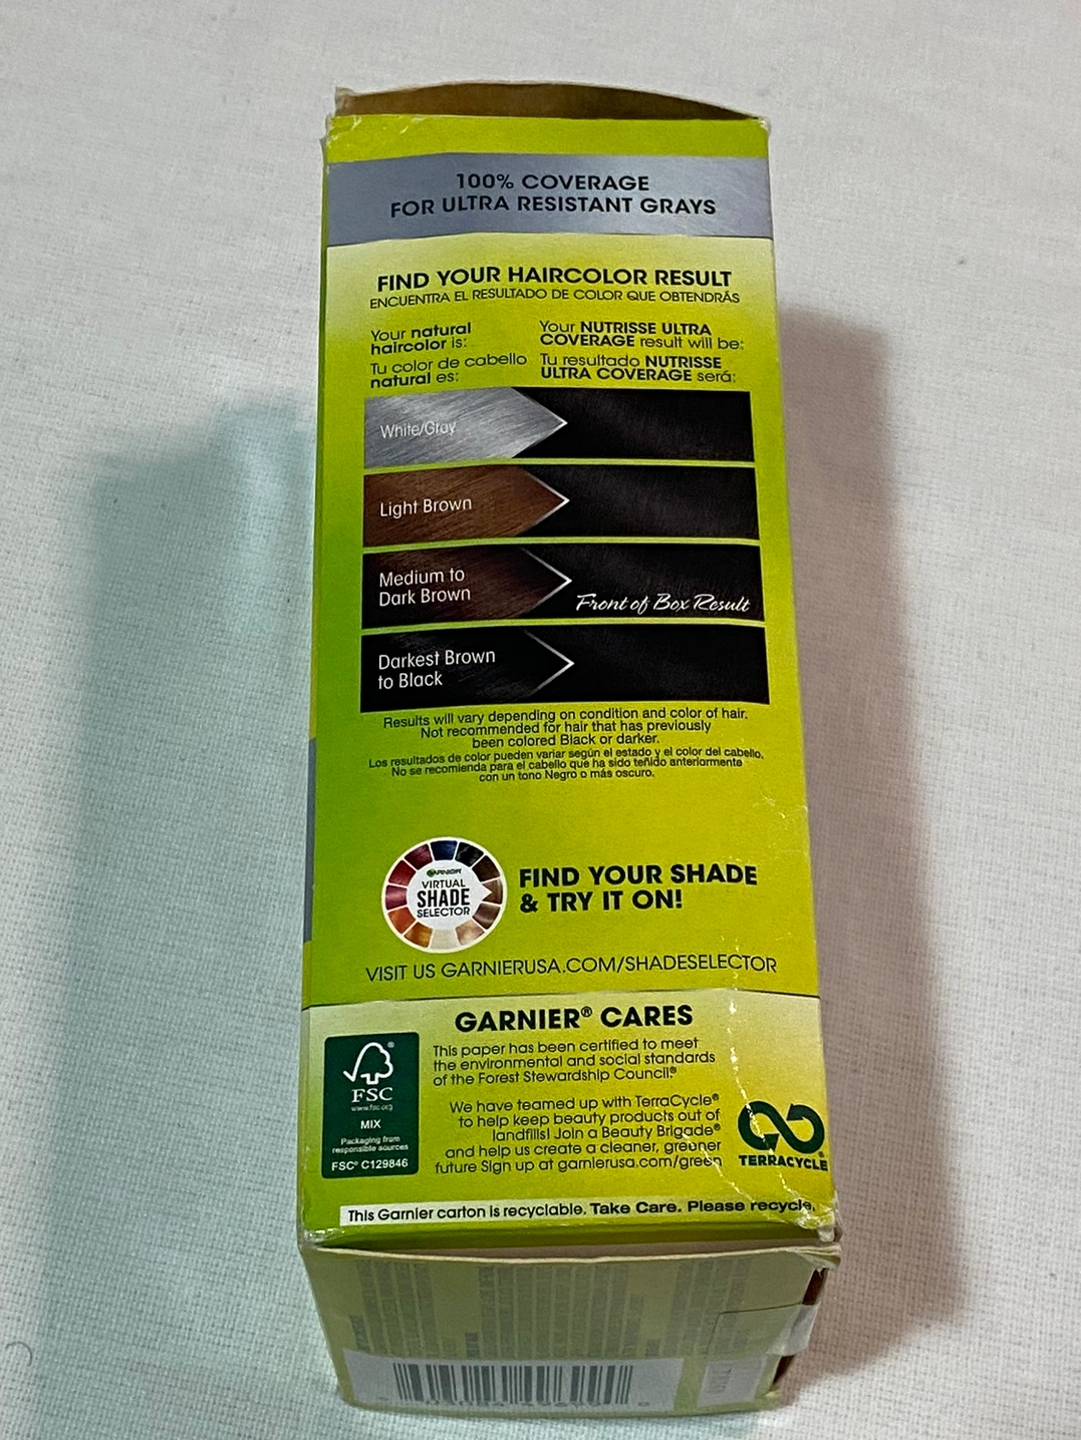 100% COVERAGE
FOR ULTRA RESISTANT GRAYS
FIND YOUR HAIRCOLOR RESULT
ENCUENTRA EL RESULTADO DE COLOR QUE OBTENDRÁS
Your natural
haircolor is:
Tu color de cabello
natural es:
Your NUTRISSE ULTRA
COVERAGE result will be:
Tu resultado NUTRISSE
ULTRA COVERAGE será:
White/Gray
Light Brown
Medium to
Dark Brown
Front of Box Result
Darkest Brown
to Black
Results will vary depending on condition and color of hair.
Not recommended for hair that has previously
been colored Black or darker.
Los resultados de color pueden variar según el estado y el color del cabello.
No se recomienda para el cabello que ha sido teñido anteriormente
con un tono Negro o más oscuro.
GARNIER
VIRTUAL
SHADE
SELECTOR
FIND YOUR SHADE
& TRY IT ON!
VISIT US GARNIERUSA.COM/SHADESELECTOR
GARNIER® CARES
This paper has been certified to meet
the environmental and social standards
of the Forest Stewardship Council.®
We have teamed up with TerraCycle®
to help keep beauty products out of
landfills! Join a Beauty Brigade®
and help us create a cleaner, greener
future Sign up at garnierusa.com/green
®
FSC
www.fsc.org
MIX
Packaging from
responsible sources
FSC® C129846
TERRACYCLE®
This Garnier carton is recyclable. Take Care. Please recycle.